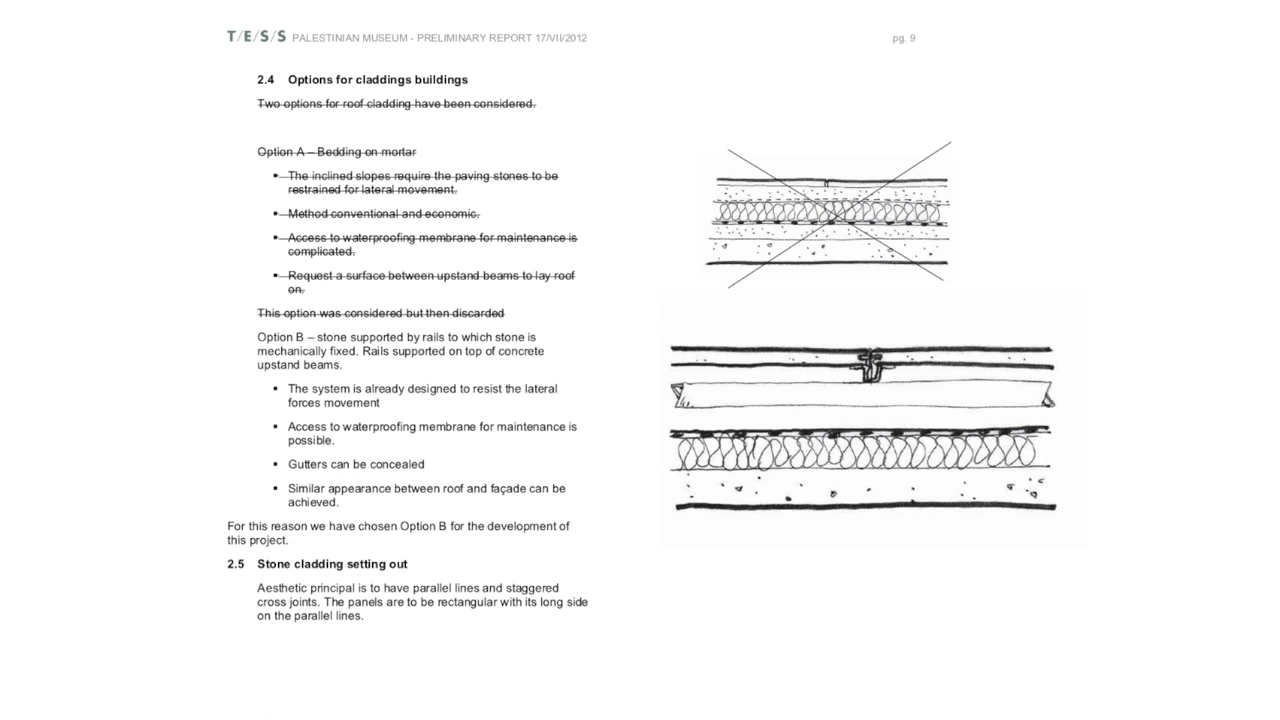 T/E/S/S PALESTINIAN MUSEUM - PRELIMINARY REPORT 17/VII/2012 pg. 9
2.4 Options for claddings buildings
Two options for roof cladding have been considered.
Option A – Bedding on mortar
• The inclined slopes require the paving stones to be
restrained for lateral movement.
• Method conventional and economic.
• Access to waterproofing membrane for maintenance is
complicated.
• Request a surface between upstand beams to lay roof
on.
This option was considered but then discarded
Option B – stone supported by rails to which stone is
mechanically fixed. Rails supported on top of concrete
upstand beams.
▪ The system is already designed to resist the lateral
forces movement
▪ Access to waterproofing membrane for maintenance is
possible.
▪ Gutters can be concealed
▪ Similar appearance between roof and façade can be
achieved.
For this reason we have chosen Option B for the development of
this project.
2.5 Stone cladding setting out
Aesthetic principal is to have parallel lines and staggered
cross joints. The panels are to be rectangular with its long side
on the parallel lines.